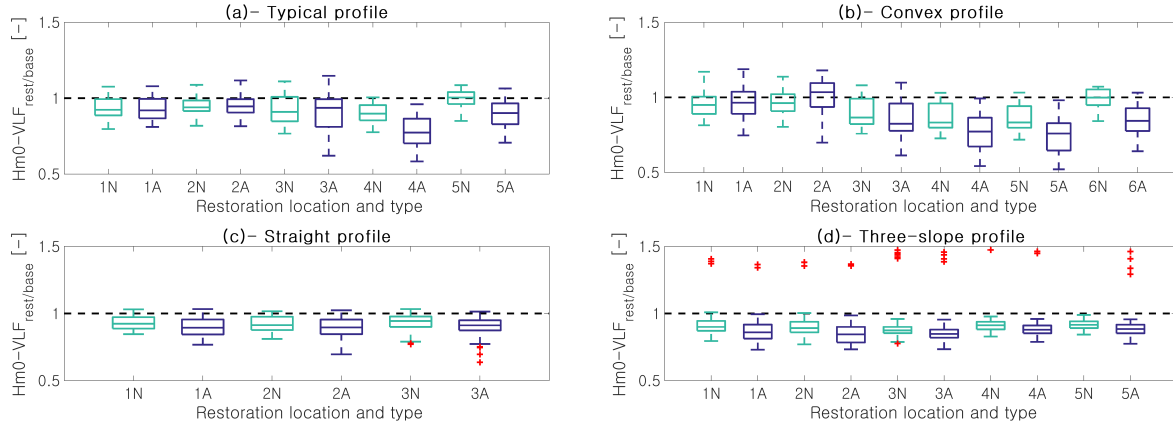 (a)- Typical profile
Hm0-VLF rest/base [-]
1.5
1
0.5
1N 1A 2N 2A 3N 3A 4N 4A 5N 5A
Restoration location and type
(b)- Convex profile
Hm0-VLF rest/base [-]
1.5
1
0.5
1N 1A 2N 2A 3N 3A 4N 4A 5N 5A 6N 6A
Restoration location and type
(c)- Straight profile
Hm0-VLF rest/base [-]
1.5
1
0.5
1N 1A 2N 2A 3N 3A
Restoration location and type
(d)- Three-slope profile
Hm0-VLF rest/base [-]
1.5
1
0.5
1N 1A 2N 2A 3N 3A 4N 4A 5N 5A
Restoration location and type